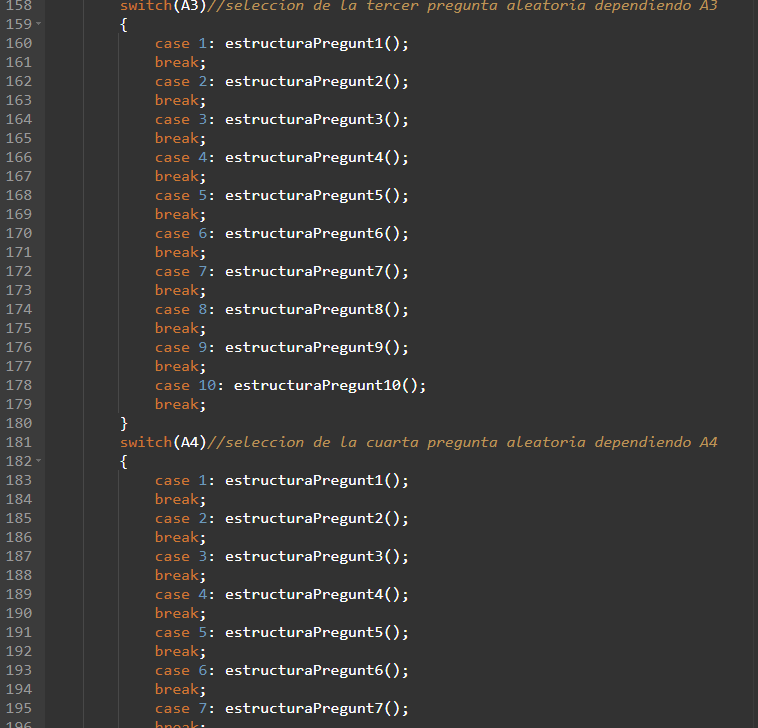 158 switch(A3)//seleccion de la tercer pregunta aleatoria dependiendo A3
159 {
160 case 1: estructuraPregunt1();
161 break;
162 case 2: estructuraPregunt2();
163 break;
164 case 3: estructuraPregunt3();
165 break;
166 case 4: estructuraPregunt4();
167 break;
168 case 5: estructuraPregunt5();
169 break;
170 case 6: estructuraPregunt6();
171 break;
172 case 7: estructuraPregunt7();
173 break;
174 case 8: estructuraPregunt8();
175 break;
176 case 9: estructuraPregunt9();
177 break;
178 case 10: estructuraPregunt10();
179 break;
180 }
181 switch(A4)//seleccion de la cuarta pregunta aleatoria dependiendo A4
182 {
183 case 1: estructuraPregunt1();
184 break;
185 case 2: estructuraPregunt2();
186 break;
187 case 3: estructuraPregunt3();
188 break;
189 case 4: estructuraPregunt4();
190 break;
191 case 5: estructuraPregunt5();
192 break;
193 case 6: estructuraPregunt6();
194 break;
195 case 7: estructuraPregunt7();
196 break;